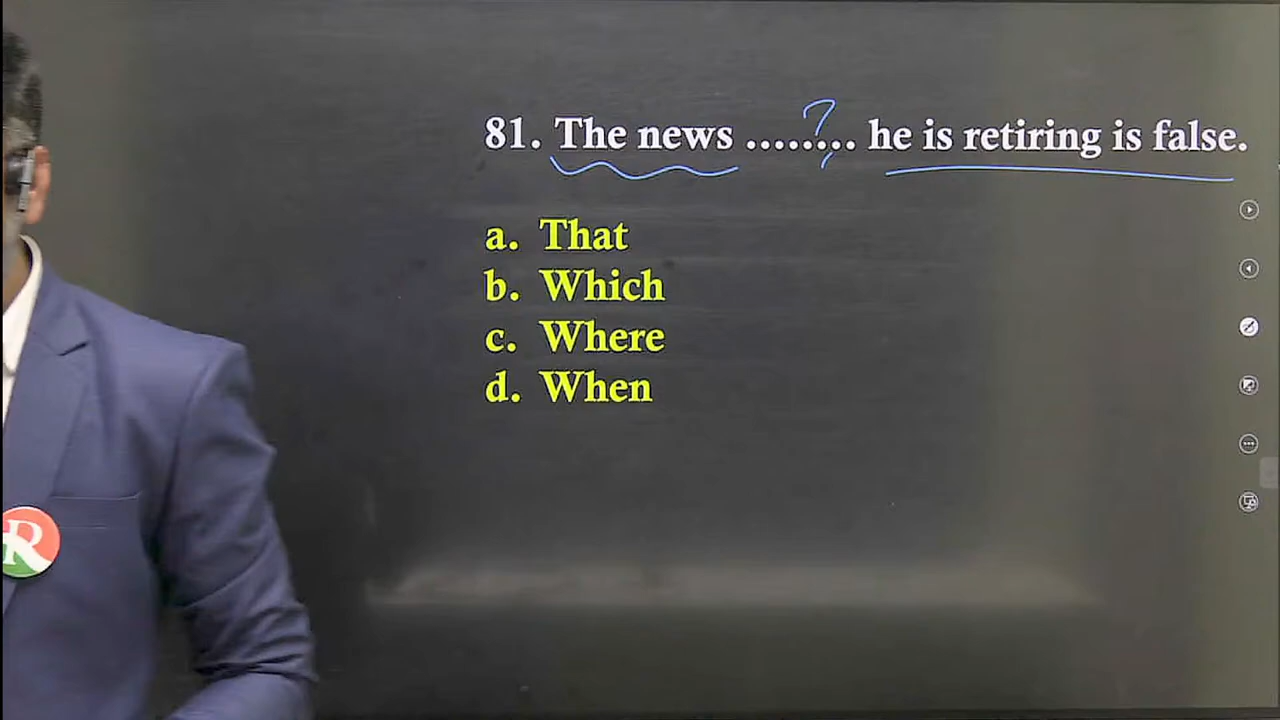 81. The news ......?.. he is retiring is false.
a. That
b. Which
c. Where
d. When
R